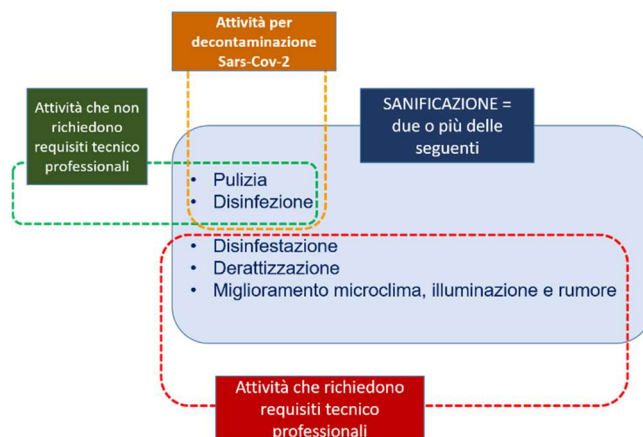 Attività per
decontaminazione
Sars-Cov-2
Attività che non
richiedono
requisiti tecnico
professionali
SANIFICAZIONE =
due o più delle
seguenti
• Pulizia
• Disinfezione
• Disinfestazione
• Derattizzazione
• Miglioramento microclima, illuminazione e rumore
Attività che richiedono
requisiti tecnico
professionali